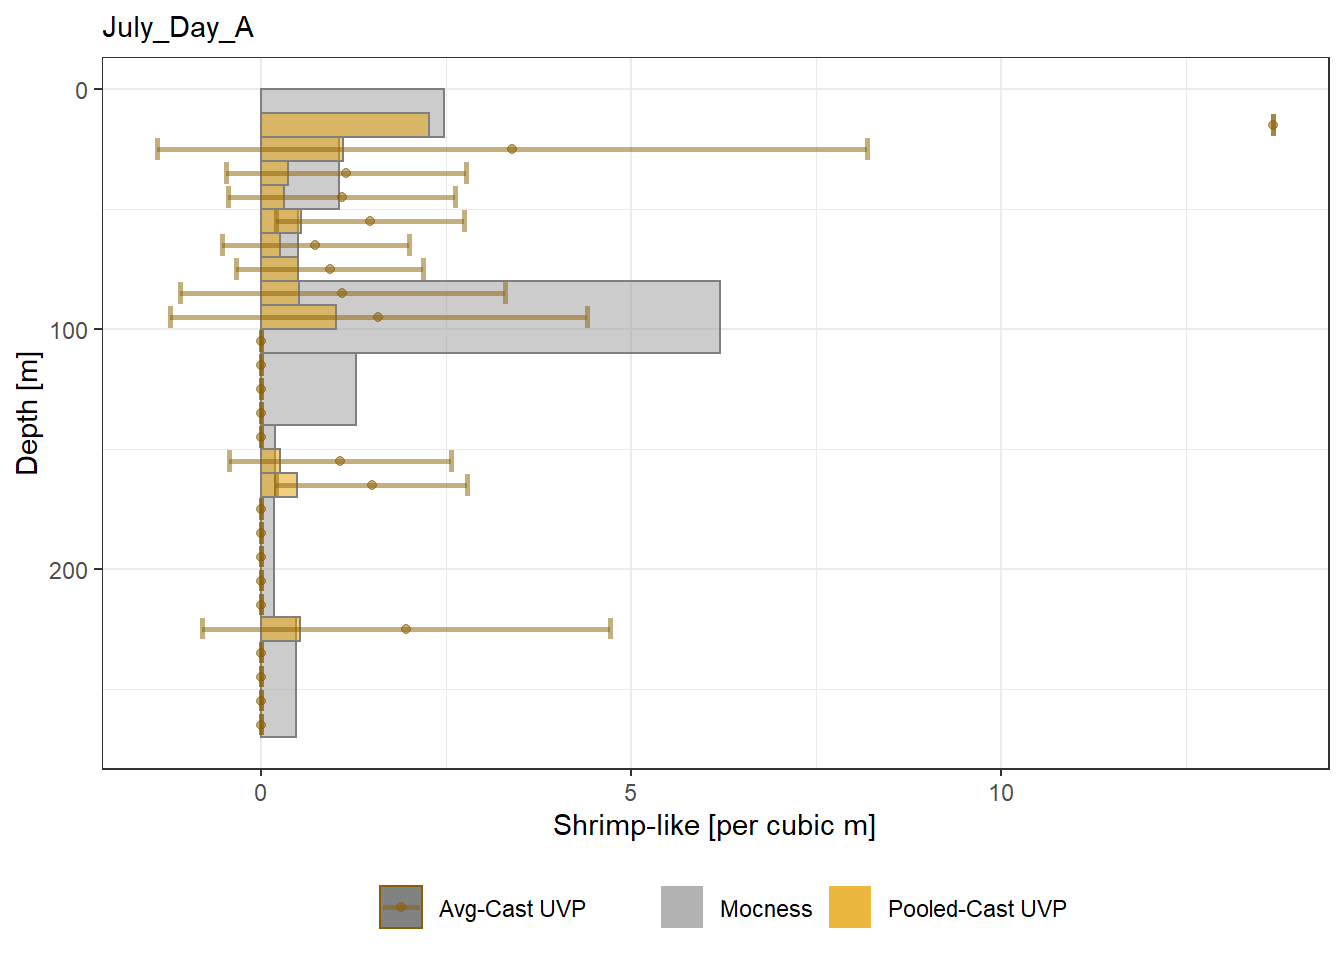 July_Day_A
0
100
200
Depth [m]
0 5 10
Shrimp-like [per cubic m]
Avg-Cast UVP Mocness Pooled-Cast UVP